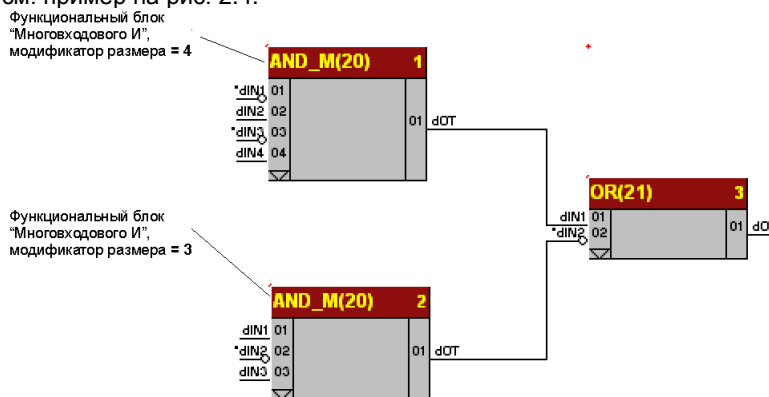 см. пример на рис. 2.4.
Функциональный блок
“Многовходового И”,
модификатор размера = 4
AND_M(20) 1
*dIN1 01
dIN2 02
*dIN3 03
dIN4 04
01 dOT
OR(21) 3
dIN1 01
*dIN2 02
01 dO
Функциональный блок
“Многовходового И”,
модификатор размера = 3
AND_M(20) 2
dIN1 01
*dIN2 02
dIN3 03
01 dOT